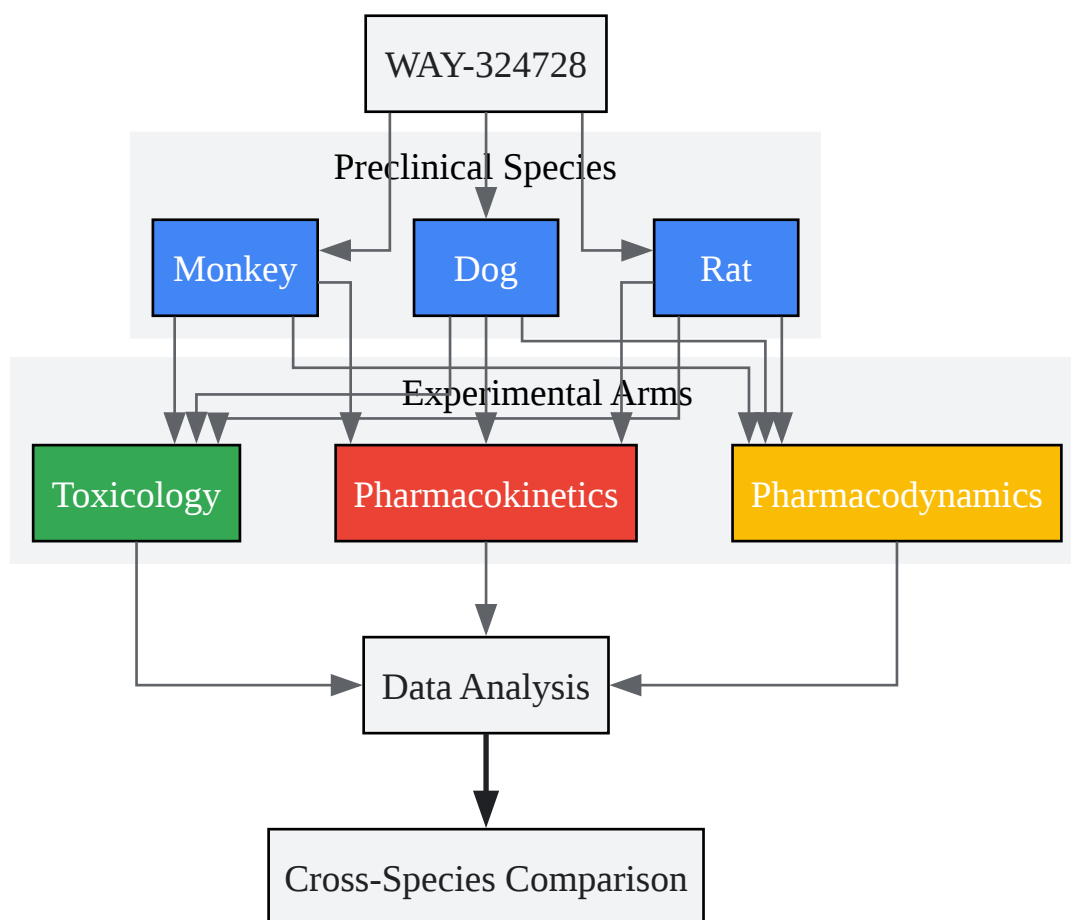 WAY-324728
Preclinical Species
Monkey
Dog
Rat
Experimental Arms
Toxicology
Pharmacokinetics
Pharmacodynamics
Data Analysis
Cross-Species Comparison